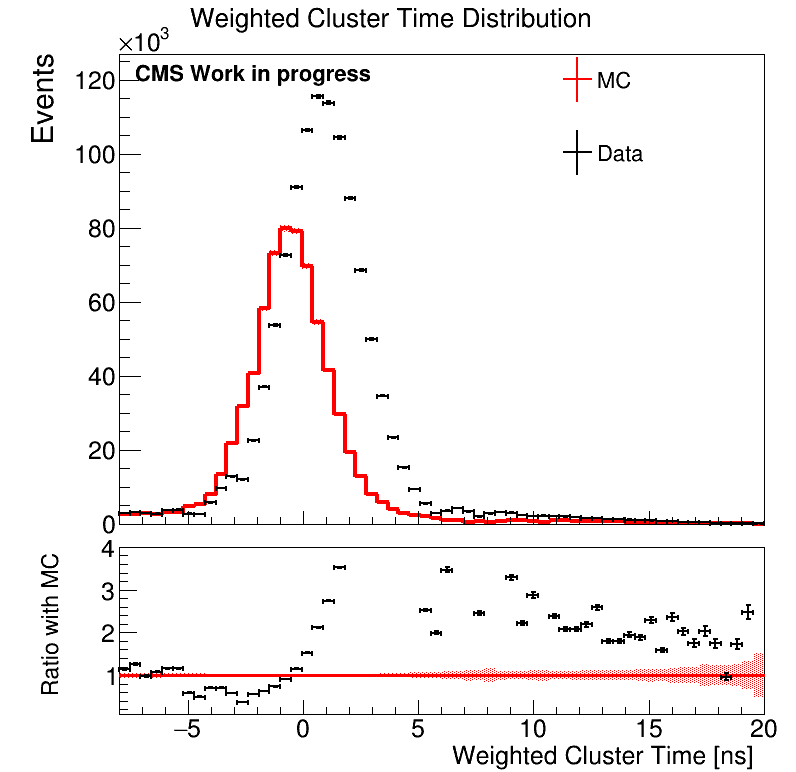 Weighted Cluster Time Distribution
×10³
CMS Work in progress
MC
Data
Events
120
100
80
60
40
20
0
Ratio with MC
4
3
2
1
−5
0
5
10
15
20
Weighted Cluster Time [ns]